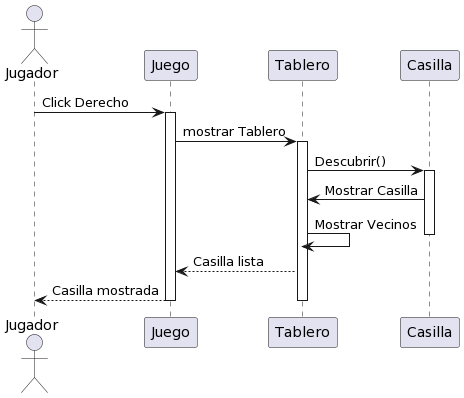 Jugador
Juego
Tablero
Casilla
Click Derecho
mostrar Tablero
Descubrir()
Mostrar Casilla
Mostrar Vecinos
Casilla lista
Casilla mostrada
Jugador
Juego
Tablero
Casilla